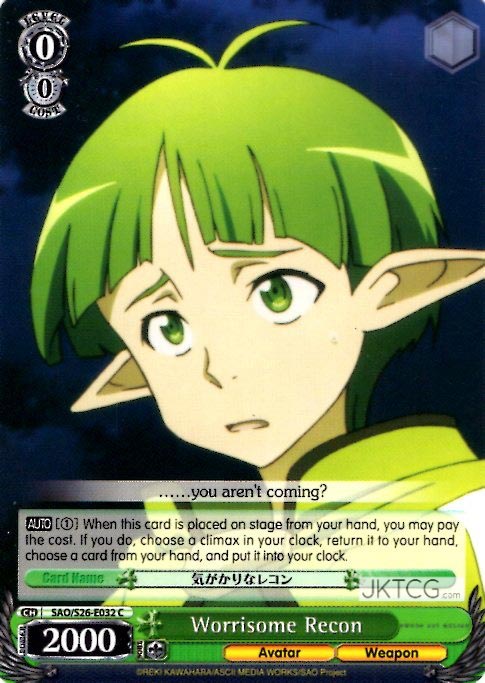 LEVEL
0
0
COST
……you aren't coming?
AUTO [①] When this card is placed on stage from your hand, you may pay
the cost. If you do, choose a climax in your clock, return it to your hand,
choose a card from your hand, and put it into your clock.
Card Name 気がかりなレコン
JKTCG.com
CH SAO/S26-E032 C
POWER 2000 SOUL
Worrisome Recon
Avatar Weapon
©REKI KAWAHARA/ASCII MEDIA WORKS/SAO Project